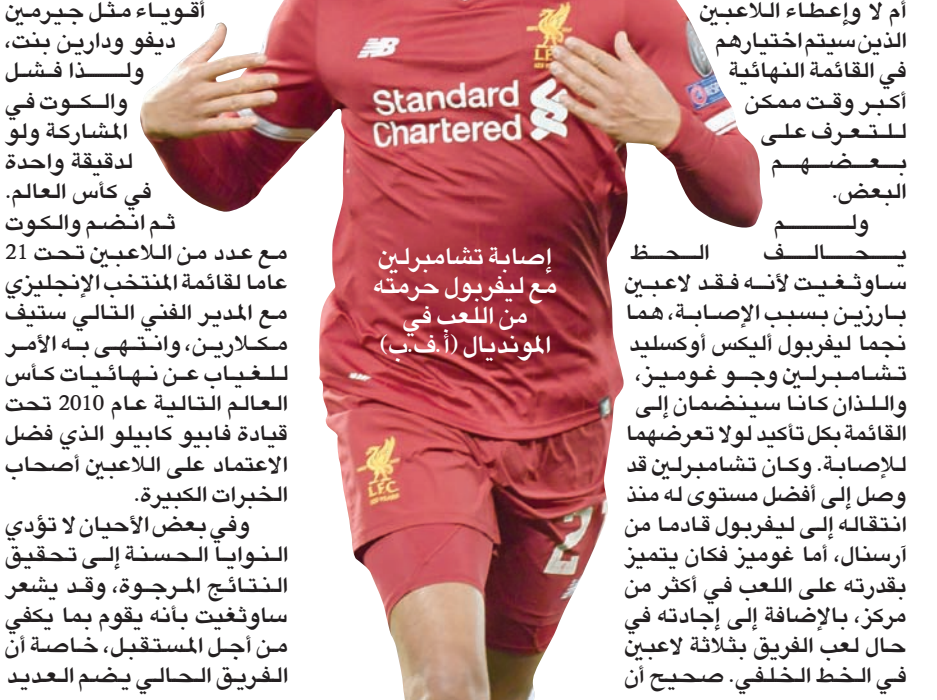 أم لا وإعطاء اللاعبين
الذين سيتم اختيارهم
في القائمة النهائية
أكبر وقت ممكن
للتعرف على
بعضهم
البعض.
ولم
يحالف الحظ
ساوثغيت لأنه فقد لاعبين
بارزين بسبب الإصابة، هما
نجما ليفربول أليكس أوكسليد
تشامبرلين وجو غوميز،
واللذان كانا سينضمان إلى
القائمة بكل تأكيد لولا تعرضهما
للإصابة. وكان تشامبرلين قد
وصل إلى أفضل مستوى له منذ
انتقاله إلى ليفربول قادما من
آرسنال، أما غوميز فكان يتميز
بقدرته على اللعب في أكثر من
مركز، بالإضافة إلى إجادته في
حال لعب الفريق بثلاثة لاعبين
في الخط الخلفي. صحيح أن
NB
LFC
Standard
Chartered
إصابة تشامبرلين
مع ليفربول حرمته
من اللعب في
المونديال (أ.ف.ب)
L.F.C
2
أقوياء مثل جيرمين
ديفو ودارين بنت،
ولذا فشل
والكوت في
المشاركة ولو
لدقيقة واحدة
في كأس العالم.
ثم انضم والكوت
مع عدد من اللاعبين تحت 21
عاما لقائمة المنتخب الإنجليزي
مع المدير الفني التالي ستيف
مكلارين، وانتهى به الأمر
للغياب عن نهائيات كأس
العالم التالية عام 2010 تحت
قيادة فابيو كابيلو الذي فضل
الاعتماد على اللاعبين أصحاب
الخبرات الكبيرة.
وفي بعض الأحيان لا تؤدي
النوايا الحسنة إلى تحقيق
النتائج المرجوة، وقد يشعر
ساوثغيت بأنه يقوم بما يكفي
من أجل المستقبل، خاصة أن
الفريق الحالي يضم العديد